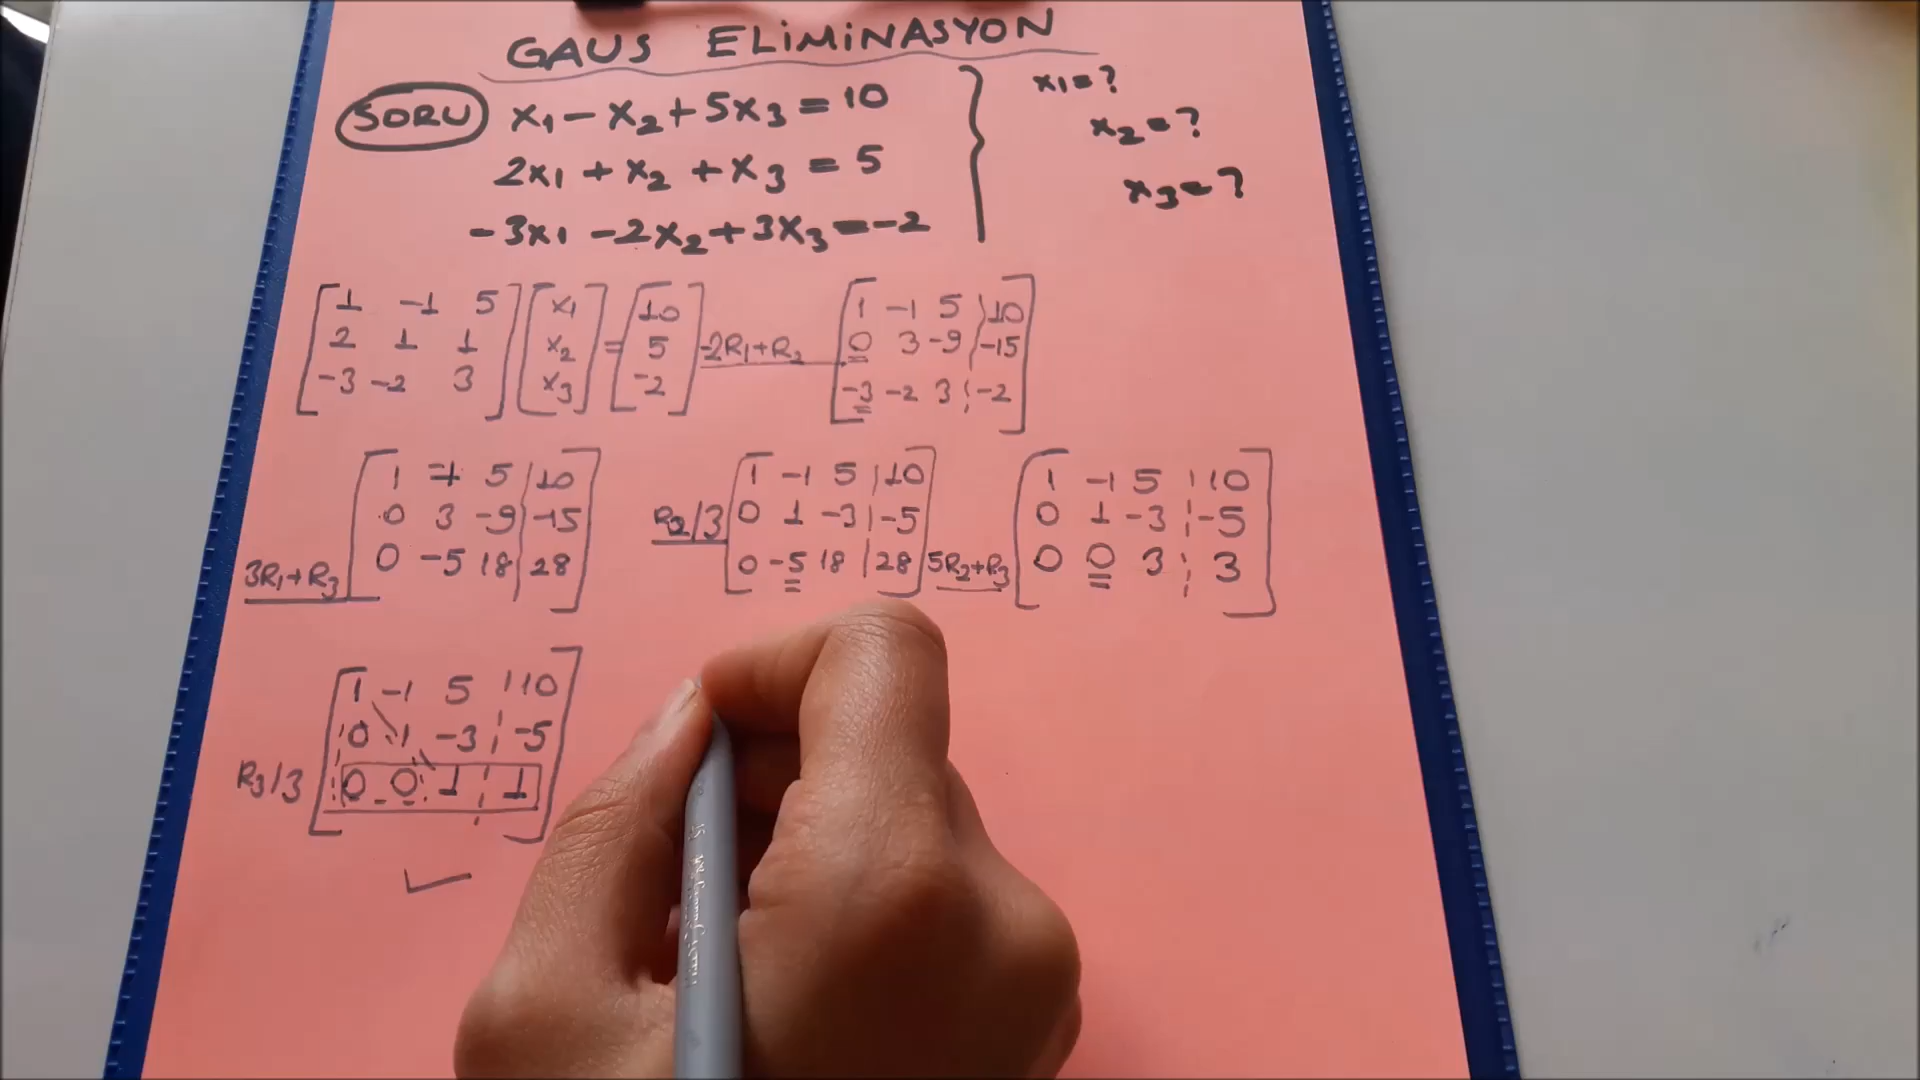 GAUS ELİMİNASYON
SORU x₁ - x₂ + 5x₃ = 10
2x₁ + x₂ + x₃ = 5
-3x₁ - 2x₂ + 3x₃ = -2
x₁ = ?
x₂ = ?
x₃ = ?
1 -1 5 x₁ 10
2 1 1 x₂ = 5 -2R₁+R₂
-3 -2 3 x₃ -2
1 -1 5 10
0 3 -9 -15
-3 -2 3 -2
1 -1 5 10
0 3 -9 -15
3R₁+R₃ 0 -5 18 28
1 -1 5 10
R₂/3 0 1 -3 -5
0 -5 18 28
1 -1 5 10
0 1 -3 -5
5R₂+R₃ 0 0 3 3
1 -1 5 10
0 1 -3 -5
R₃/3 0 0 1 1